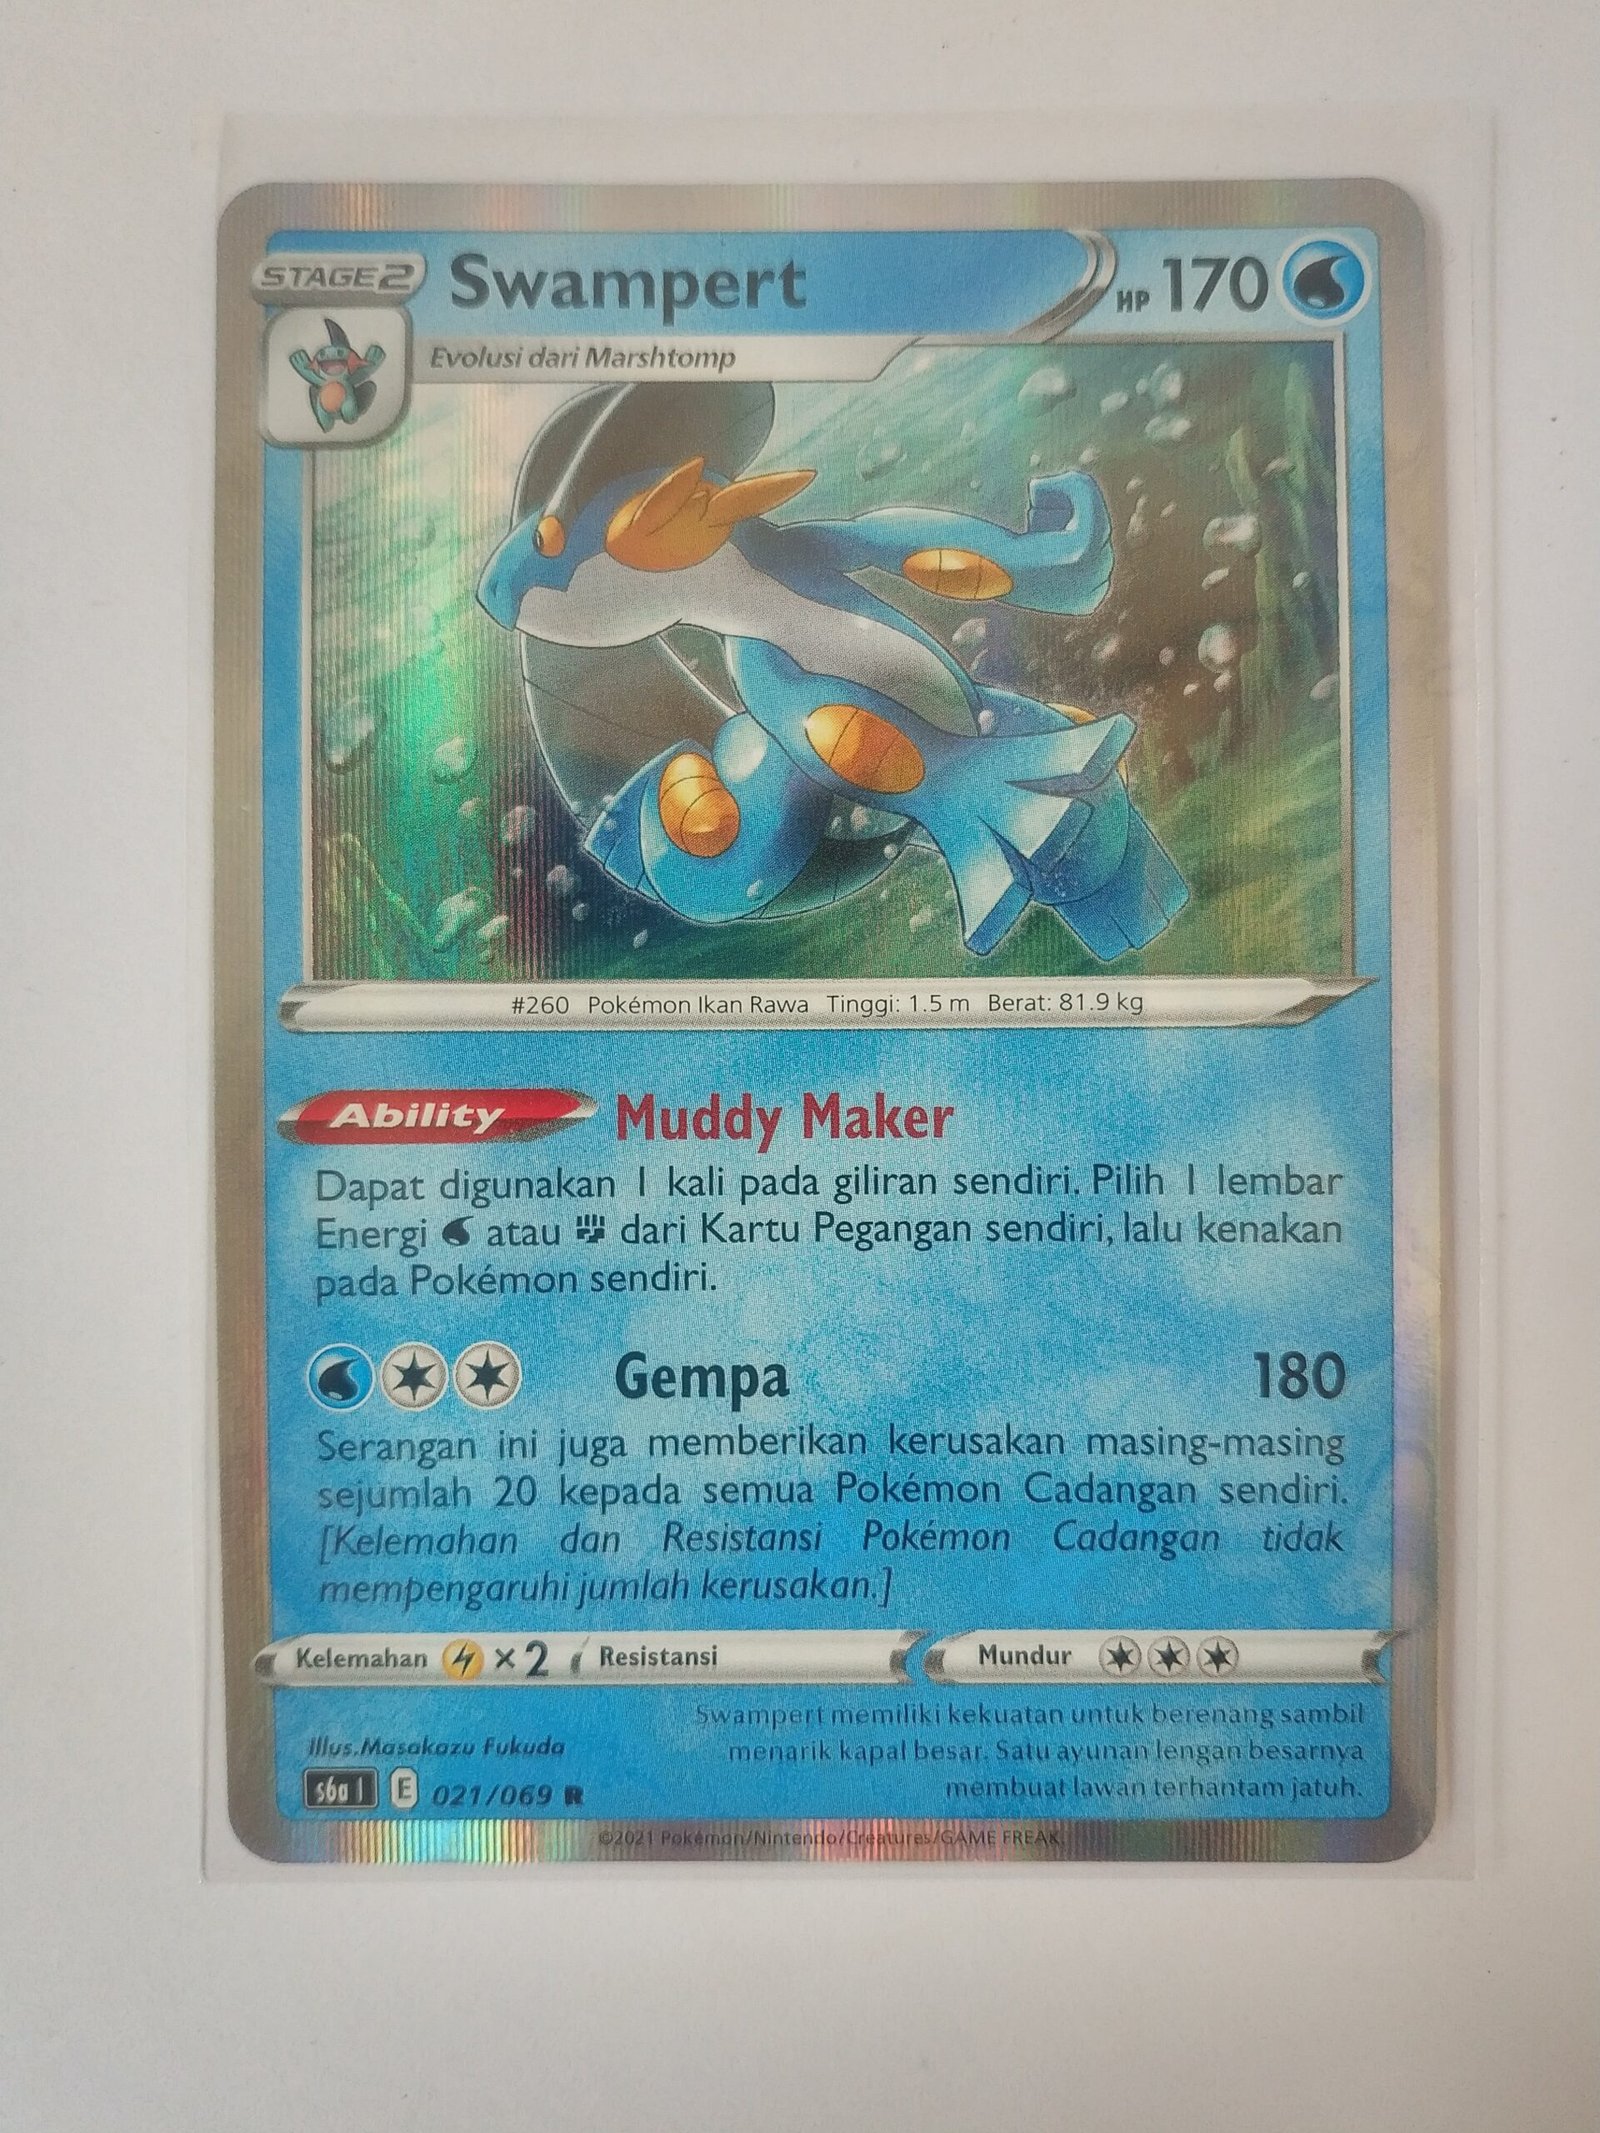 STAGE2 Swampert HP 170
Evolusi dari Marshtomp
#260 Pokémon Ikan Rawa Tinggi: 1.5 m Berat: 81.9 kg
Ability Muddy Maker
Dapat digunakan 1 kali pada giliran sendiri. Pilih 1 lembar
Energi atau dari Kartu Pegangan sendiri, lalu kenakan
pada Pokémon sendiri.
Gempa 180
Serangan ini juga memberikan kerusakan masing-masing
sejumlah 20 kepada semua Pokémon Cadangan sendiri.
[Kelemahan dan Resistansi Pokémon Cadangan tidak
mempengaruhi jumlah kerusakan.]
Kelemahan ×2 Resistansi Mundur
Swampert memiliki kekuatan untuk berenang sambil
menarik kapal besar. Satu ayunan lengan besarnya
membuat lawan terhantam jatuh.
Illus.Masakazu Fukuda
s6a I E 021/069 R
©2021 Pokémon/Nintendo/Creatures/GAME FREAK.